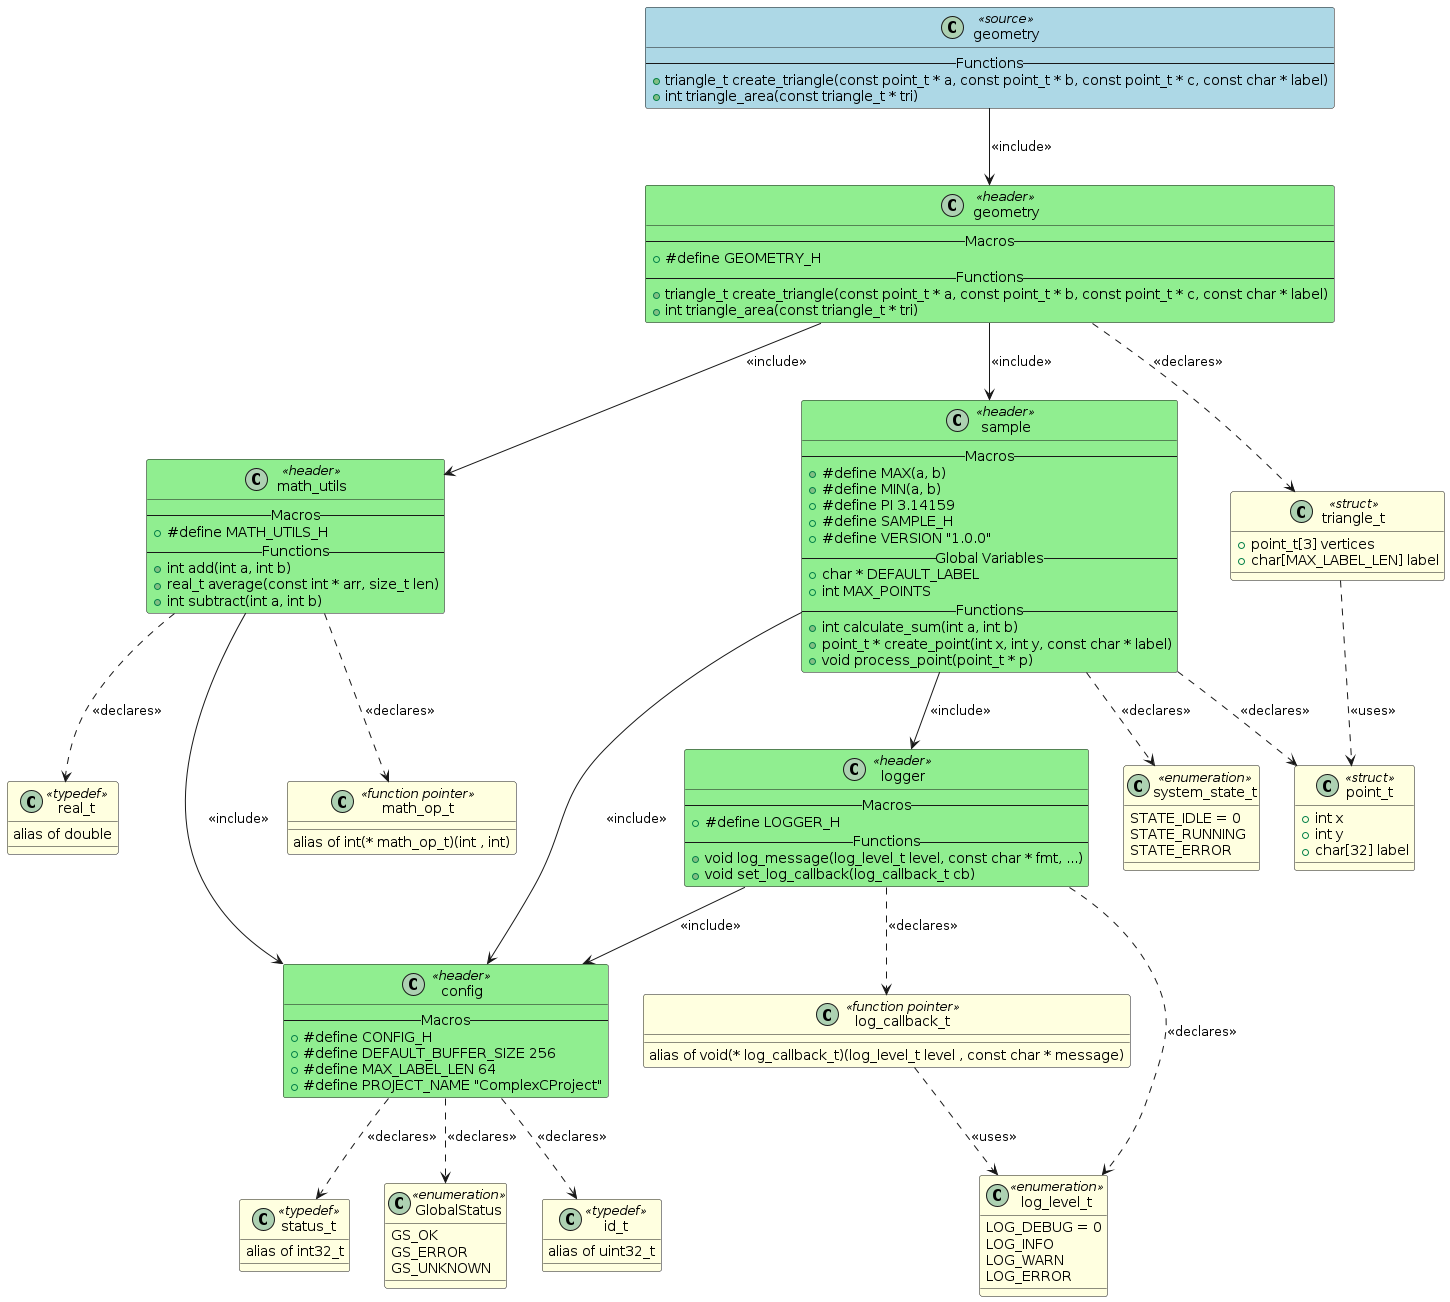 C
«source»
geometry
Functions
triangle_t create_triangle(const point_t * a, const point_t * b, const point_t * c, const char * label)
int triangle_area(const triangle_t * tri)
«include»
C
«header»
geometry
Macros
#define GEOMETRY_H
Functions
triangle_t create_triangle(const point_t * a, const point_t * b, const point_t * c, const char * label)
int triangle_area(const triangle_t * tri)
«include»
«include»
«declares»
C
«header»
math_utils
Macros
#define MATH_UTILS_H
Functions
int add(int a, int b)
real_t average(const int * arr, size_t len)
int subtract(int a, int b)
C
«header»
sample
Macros
#define MAX(a, b)
#define MIN(a, b)
#define PI 3.14159
#define SAMPLE_H
#define VERSION "1.0.0"
Global Variables
char * DEFAULT_LABEL
int MAX_POINTS
Functions
int calculate_sum(int a, int b)
point_t * create_point(int x, int y, const char * label)
void process_point(point_t * p)
C
«struct»
triangle_t
point_t[3] vertices
char[MAX_LABEL_LEN] label
«declares»
«declares»
«include»
«declares»
«declares»
«uses»
C
«typedef»
real_t
alias of double
«include»
C
«function pointer»
math_op_t
alias of int(* math_op_t)(int , int)
«include»
C
«header»
logger
Macros
#define LOGGER_H
Functions
void log_message(log_level_t level, const char * fmt, ...)
void set_log_callback(log_callback_t cb)
C
«enumeration»
system_state_t
STATE_IDLE = 0
STATE_RUNNING
STATE_ERROR
C
«struct»
point_t
int x
int y
char[32] label
«include»
«declares»
«declares»
C
«header»
config
Macros
#define CONFIG_H
#define DEFAULT_BUFFER_SIZE 256
#define MAX_LABEL_LEN 64
#define PROJECT_NAME "ComplexCProject"
C
«function pointer»
log_callback_t
alias of void(* log_callback_t)(log_level_t level , const char * message)
«declares»
«declares»
«declares»
«uses»
C
«typedef»
status_t
alias of int32_t
C
«enumeration»
GlobalStatus
GS_OK
GS_ERROR
GS_UNKNOWN
C
«typedef»
id_t
alias of uint32_t
C
«enumeration»
log_level_t
LOG_DEBUG = 0
LOG_INFO
LOG_WARN
LOG_ERROR